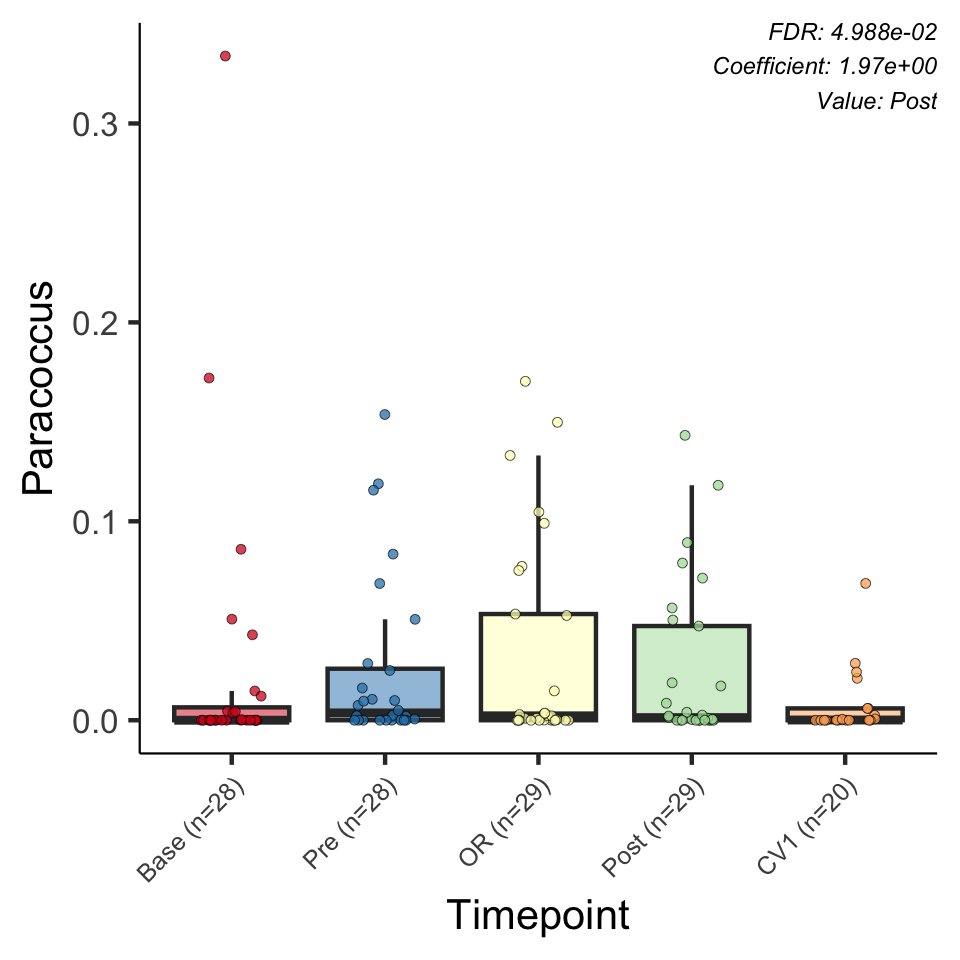 FDR: 4.988e-02
Coefficient: 1.97e+00
Value: Post
Paracoccus
0.3
0.2
0.1
0.0
Base (n=28)
Pre (n=28)
OR (n=29)
Post (n=29)
CV1 (n=20)
Timepoint